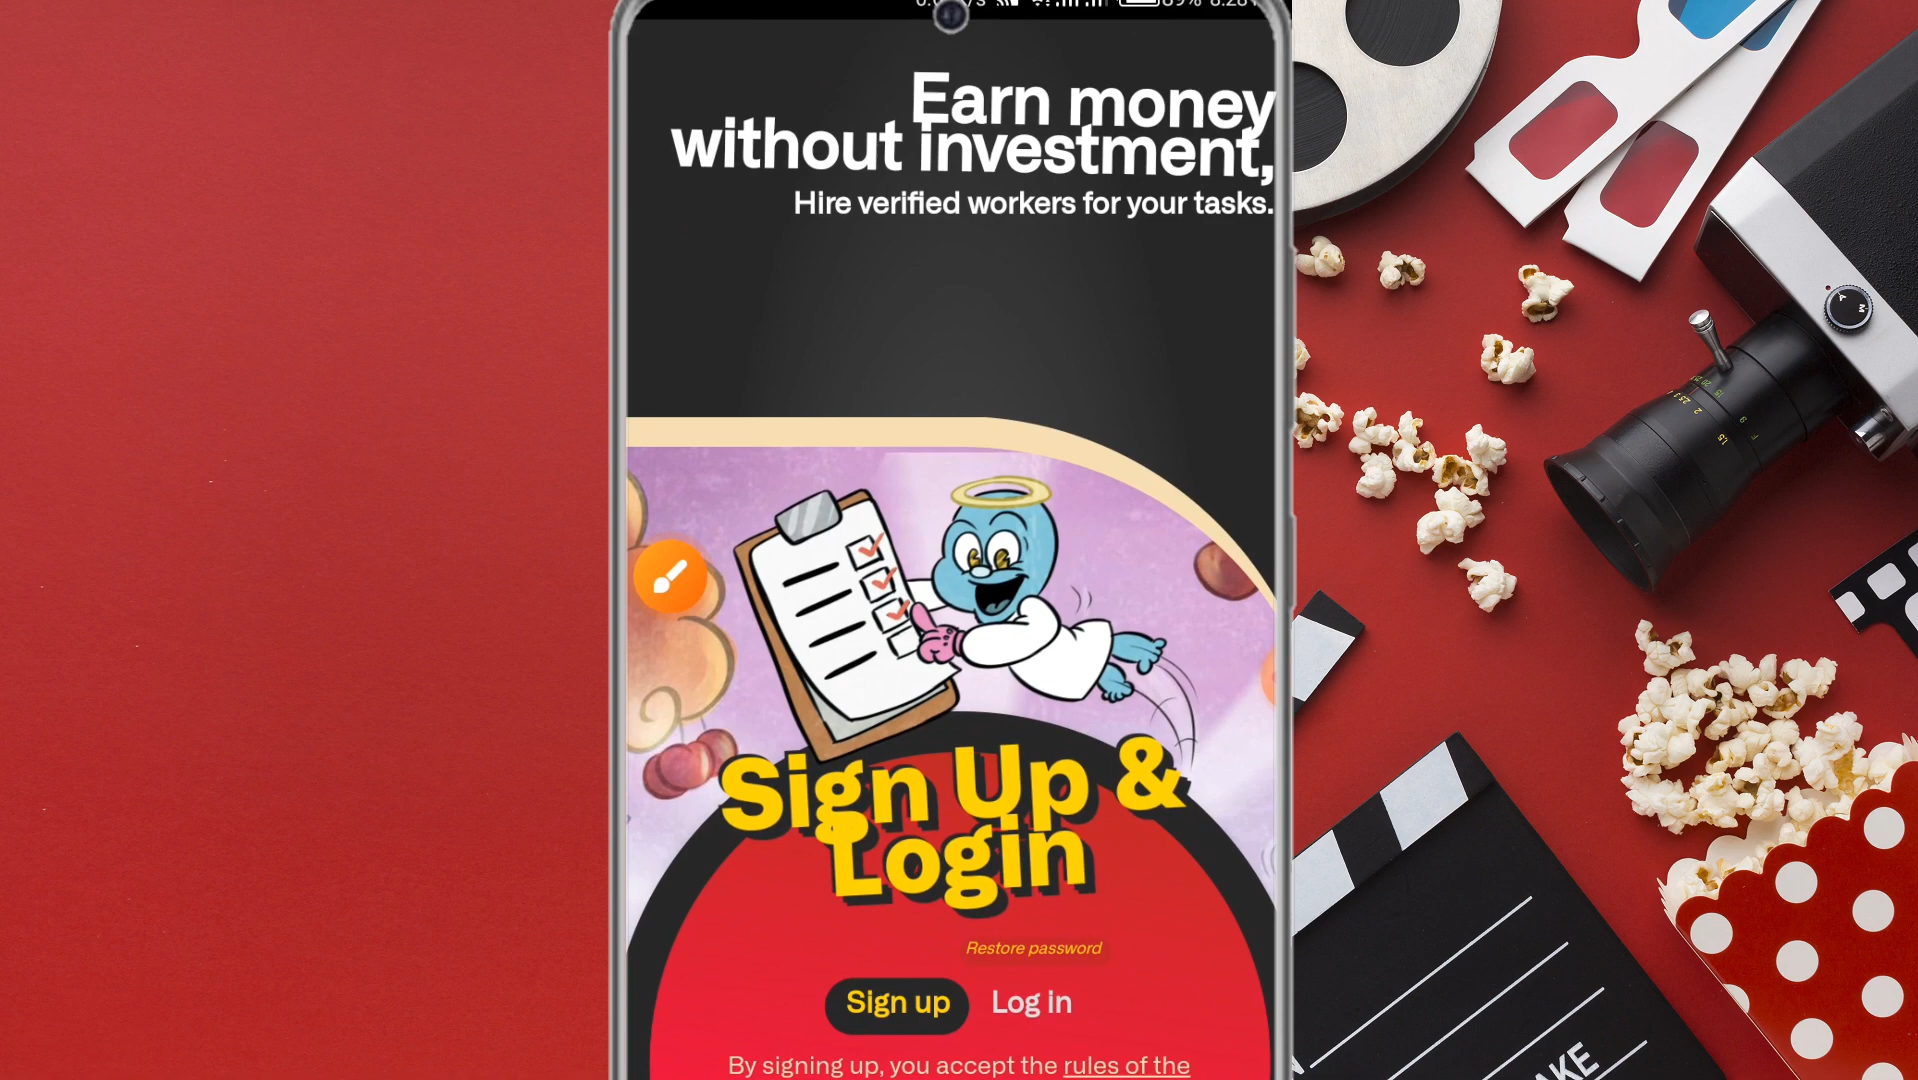 Earn money
without investment,
Hire verified workers for your tasks.
Sign Up &
Login
Restore password
Sign up
Log in
By signing up, you accept the rules of the